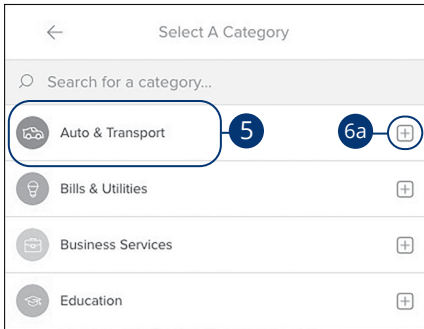 Select A Category
Search for a category...
Auto & Transport 5 6a
Bills & Utilities
Business Services
Education